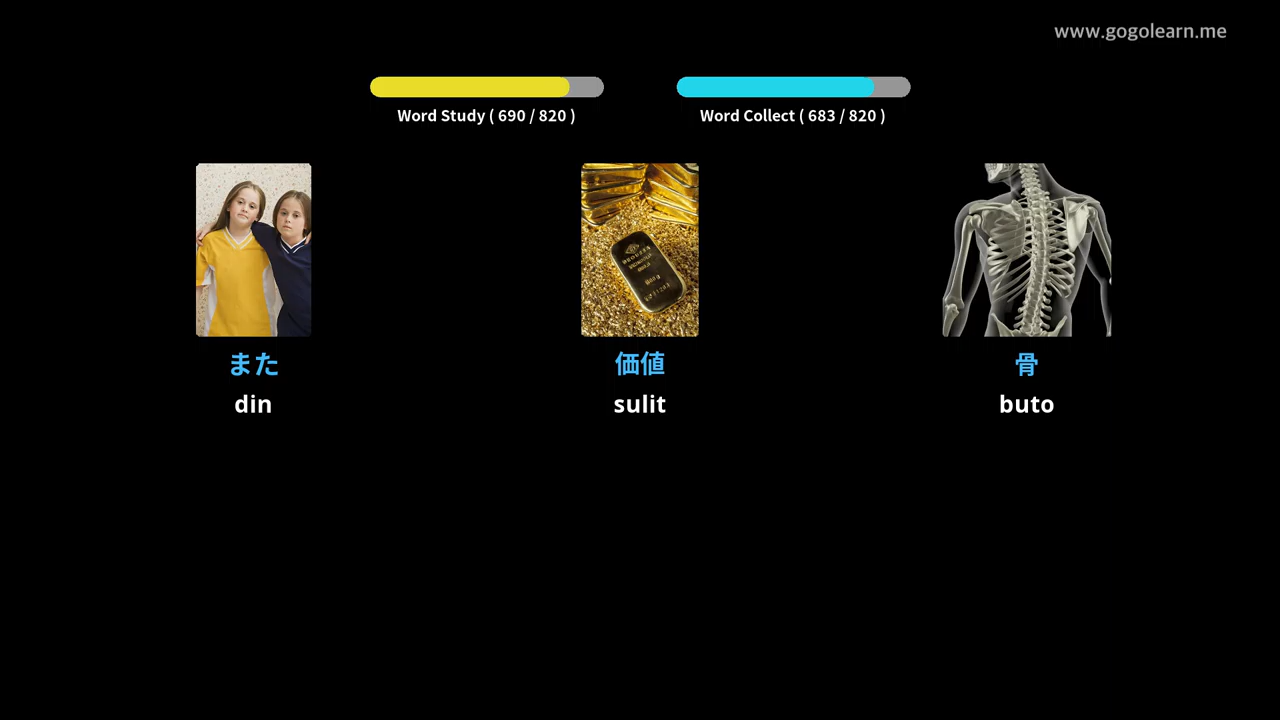 www.gogolearn.me
Word Study ( 690 / 820 )
Word Collect ( 683 / 820 )
また
価値
骨
din
sulit
buto